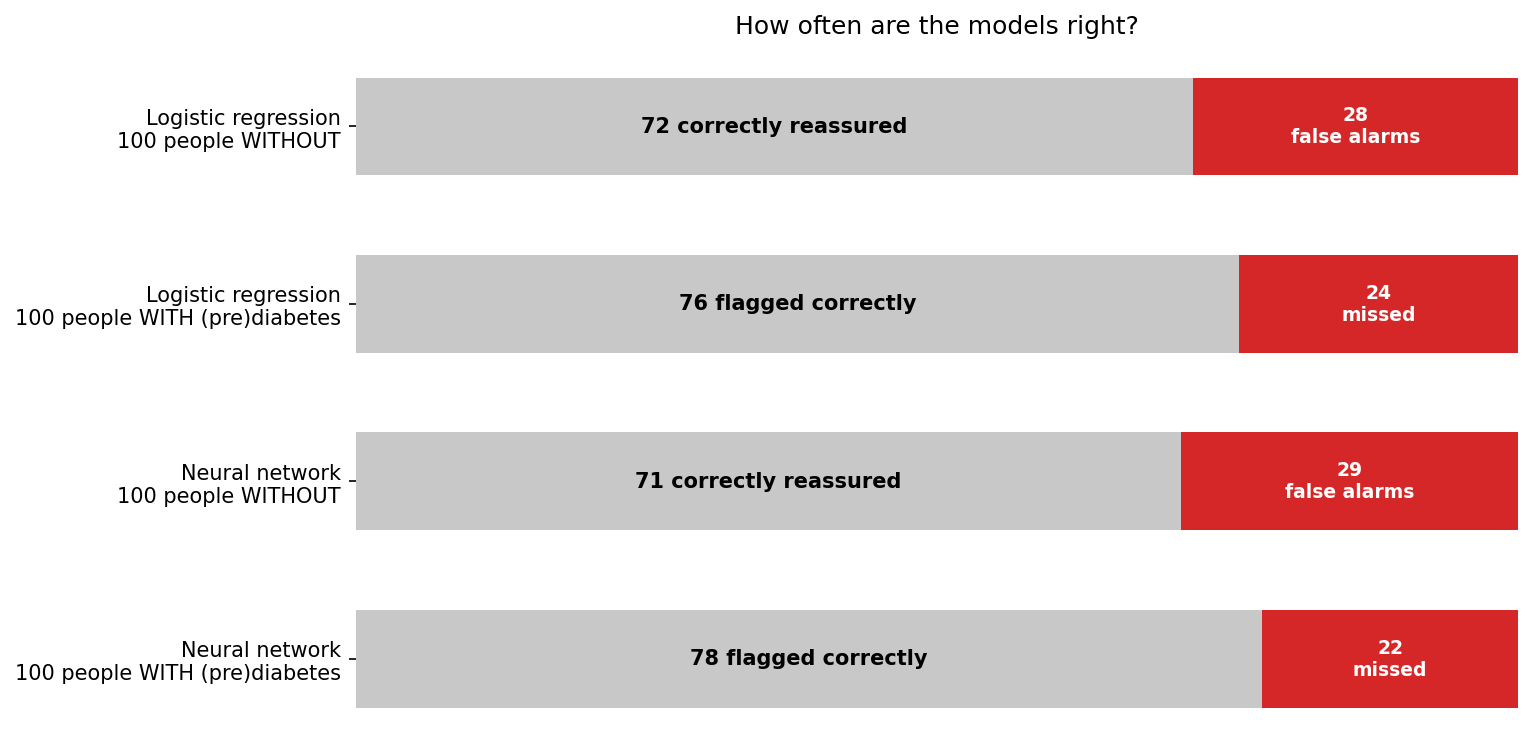 How often are the models right?
Logistic regression
100 people WITHOUT
72 correctly reassured
28
false alarms
Logistic regression
100 people WITH (pre)diabetes
76 flagged correctly
24
missed
Neural network
100 people WITHOUT
71 correctly reassured
29
false alarms
Neural network
100 people WITH (pre)diabetes
78 flagged correctly
22
missed